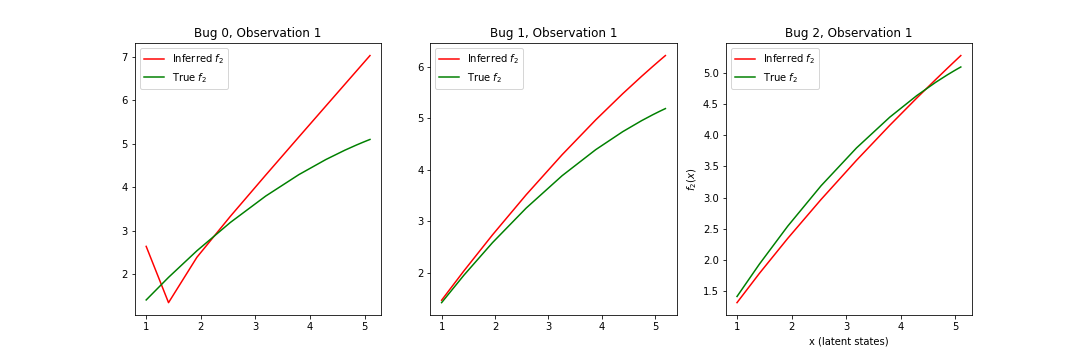 Bug 0, Observation 1
Inferred f₂
True f₂
7
6
5
4
3
2
1 2 3 4 5
Bug 1, Observation 1
Inferred f₂
True f₂
6
5
4
3
2
1 2 3 4 5
Bug 2, Observation 1
Inferred f₂
True f₂
f₂(x)
5.0
4.5
4.0
3.5
3.0
2.5
2.0
1.5
1 2 3 4 5
x (latent states)